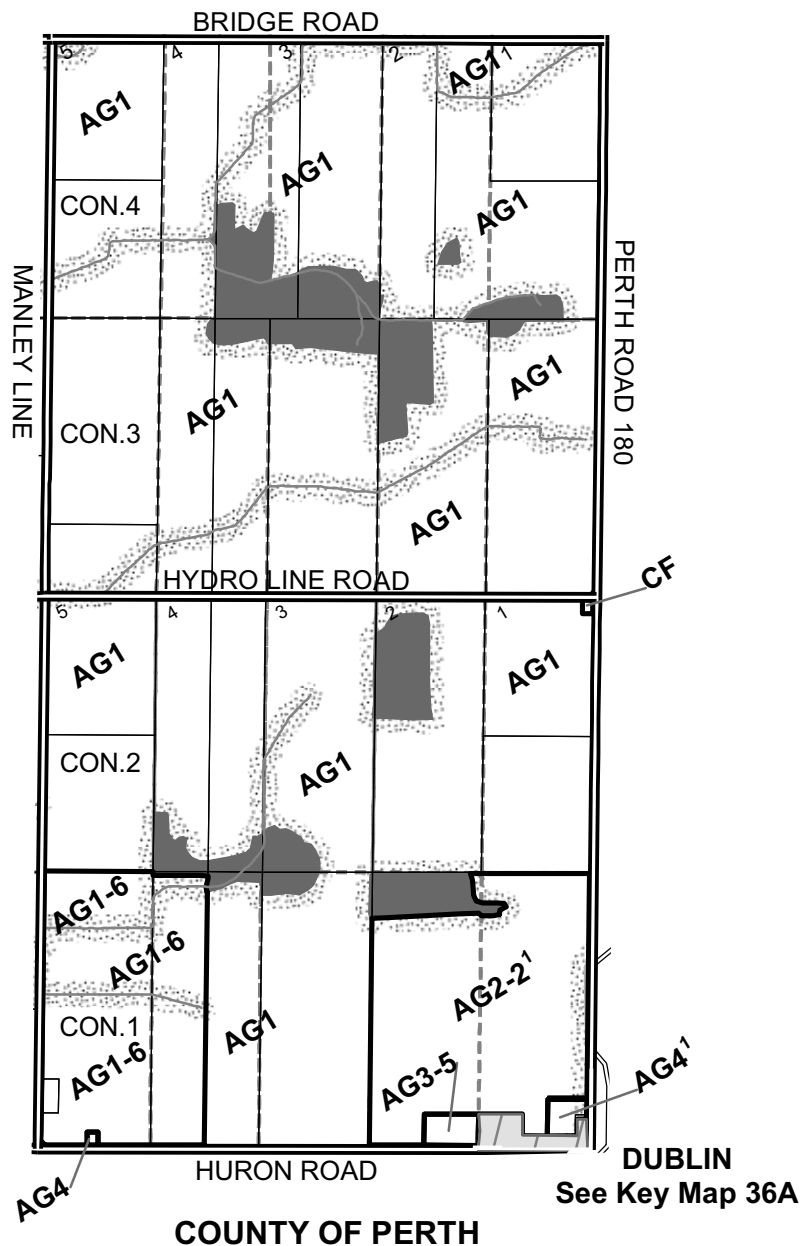 BRIDGE ROAD
5
4
3
2
1
AG1
AG1
AG1
AG1
CON.4
MANLEY LINE
PERTH ROAD 180
AG1
AG1
CON.3
AG1
HYDRO LINE ROAD
CF
5
4
3
2
1
AG1
AG1
AG1
CON.2
AG1-6
AG1-6
AG2-2¹
CON.1
AG1
AG1-6
AG3-5
AG4¹
AG4
HURON ROAD
DUBLIN
See Key Map 36A
COUNTY OF PERTH